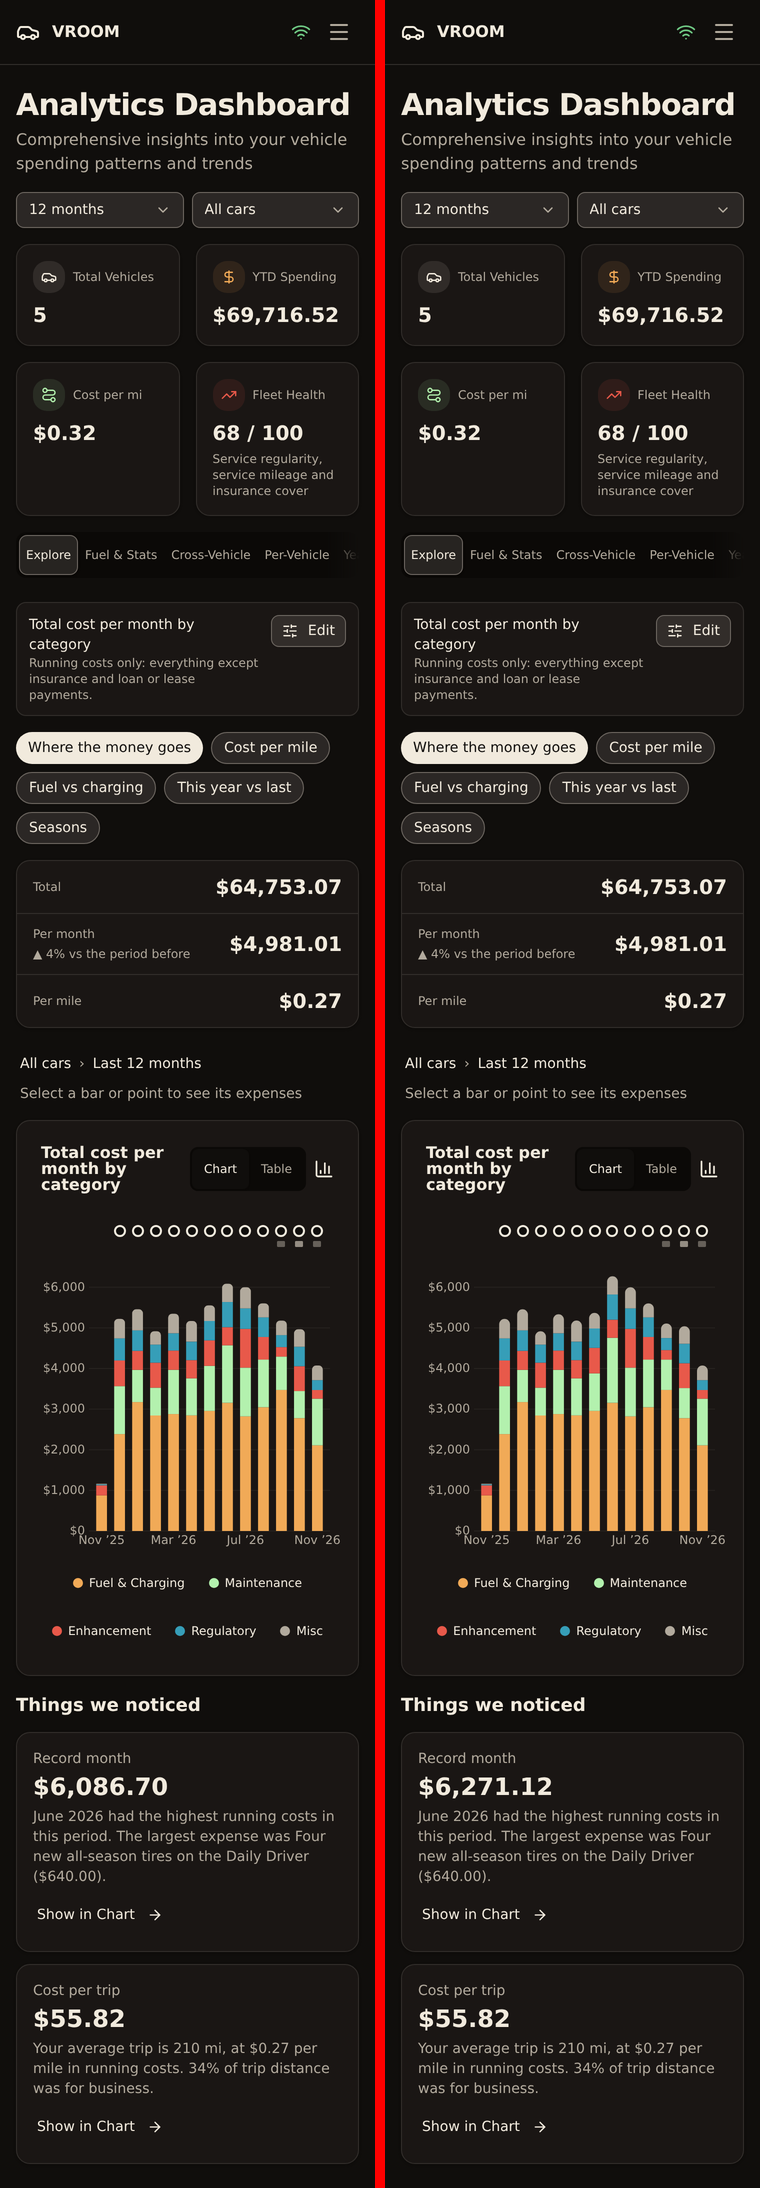 VROOM
Analytics Dashboard
Comprehensive insights into your vehicle
spending patterns and trends
12 months
All cars
Total Vehicles
5
YTD Spending
$69,716.52
Cost per mi
$0.32
Fleet Health
68 / 100
Service regularity,
service mileage and
insurance cover
Explore
Fuel & Stats
Cross-Vehicle
Per-Vehicle
Ye
Total cost per month by
category
Running costs only: everything except
insurance and loan or lease
payments.
Edit
Where the money goes
Cost per mile
Fuel vs charging
This year vs last
Seasons
Total
$64,753.07
Per month
▲ 4% vs the period before
$4,981.01
Per mile
$0.27
All cars › Last 12 months
Select a bar or point to see its expenses
Total cost per
month by
category
Chart
Table
$6,000
$5,000
$4,000
$3,000
$2,000
$1,000
$0
Nov ’25
Mar ’26
Jul ’26
Nov ’26
Fuel & Charging
Maintenance
Enhancement
Regulatory
Misc
Things we noticed
Record month
$6,086.70
June 2026 had the highest running costs in
this period. The largest expense was Four
new all-season tires on the Daily Driver
($640.00).
Show in Chart →
Cost per trip
$55.82
Your average trip is 210 mi, at $0.27 per
mile in running costs. 34% of trip distance
was for business.
Show in Chart →
VROOM
Analytics Dashboard
Comprehensive insights into your vehicle
spending patterns and trends
12 months
All cars
Total Vehicles
5
YTD Spending
$69,716.52
Cost per mi
$0.32
Fleet Health
68 / 100
Service regularity,
service mileage and
insurance cover
Explore
Fuel & Stats
Cross-Vehicle
Per-Vehicle
Ye
Total cost per month by
category
Running costs only: everything except
insurance and loan or lease
payments.
Edit
Where the money goes
Cost per mile
Fuel vs charging
This year vs last
Seasons
Total
$64,753.07
Per month
▲ 4% vs the period before
$4,981.01
Per mile
$0.27
All cars › Last 12 months
Select a bar or point to see its expenses
Total cost per
month by
category
Chart
Table
$6,000
$5,000
$4,000
$3,000
$2,000
$1,000
$0
Nov ’25
Mar ’26
Jul ’26
Nov ’26
Fuel & Charging
Maintenance
Enhancement
Regulatory
Misc
Things we noticed
Record month
$6,271.12
June 2026 had the highest running costs in
this period. The largest expense was Four
new all-season tires on the Daily Driver
($640.00).
Show in Chart →
Cost per trip
$55.82
Your average trip is 210 mi, at $0.27 per
mile in running costs. 34% of trip distance
was for business.
Show in Chart →